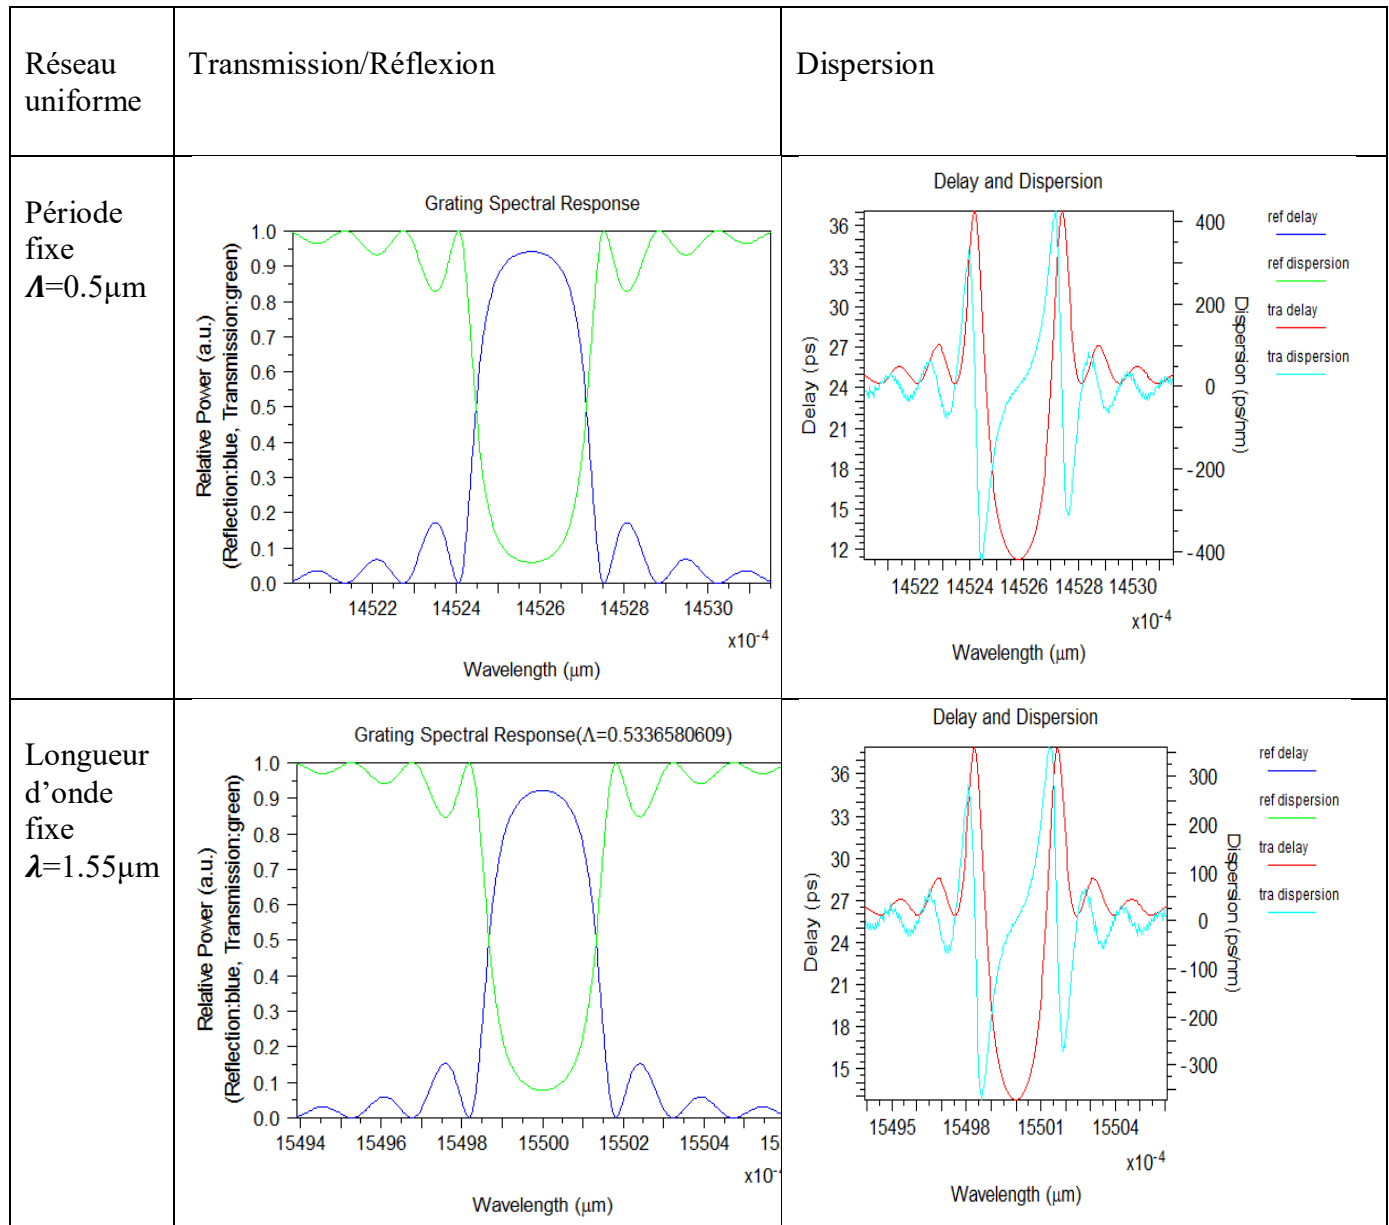 Réseau
uniforme
Transmission/Réflexion
Dispersion
Période
fixe
Λ=0.5μm
Grating Spectral Response
Relative Power (a.u.)
(Reflection:blue, Transmission:green)
1.0
0.9
0.8
0.7
0.6
0.5
0.4
0.3
0.2
0.1
0.0
14522 14524 14526 14528 14530
x10-4
Wavelength (μm)
Delay and Dispersion
Delay (ps)
36
33
30
27
24
21
18
15
12
400
200
0
-200
-400
Dispersion (ps/nm)
14522 14524 14526 14528 14530
x10-4
Wavelength (μm)
ref delay
ref dispersion
tra delay
tra dispersion
Longueur
d’onde
fixe
λ=1.55μm
Grating Spectral Response(Λ=0.5336580609)
Relative Power (a.u.)
(Reflection:blue, Transmission:green)
1.0
0.9
0.8
0.7
0.6
0.5
0.4
0.3
0.2
0.1
0.0
15494 15496 15498 15500 15502 15504 15
x10-4
Wavelength (μm)
Delay and Dispersion
Delay (ps)
36
33
30
27
24
21
18
15
300
200
100
0
-100
-200
-300
Dispersion (ps/nm)
15495 15498 15501 15504
x10-4
Wavelength (μm)
ref delay
ref dispersion
tra delay
tra dispersion